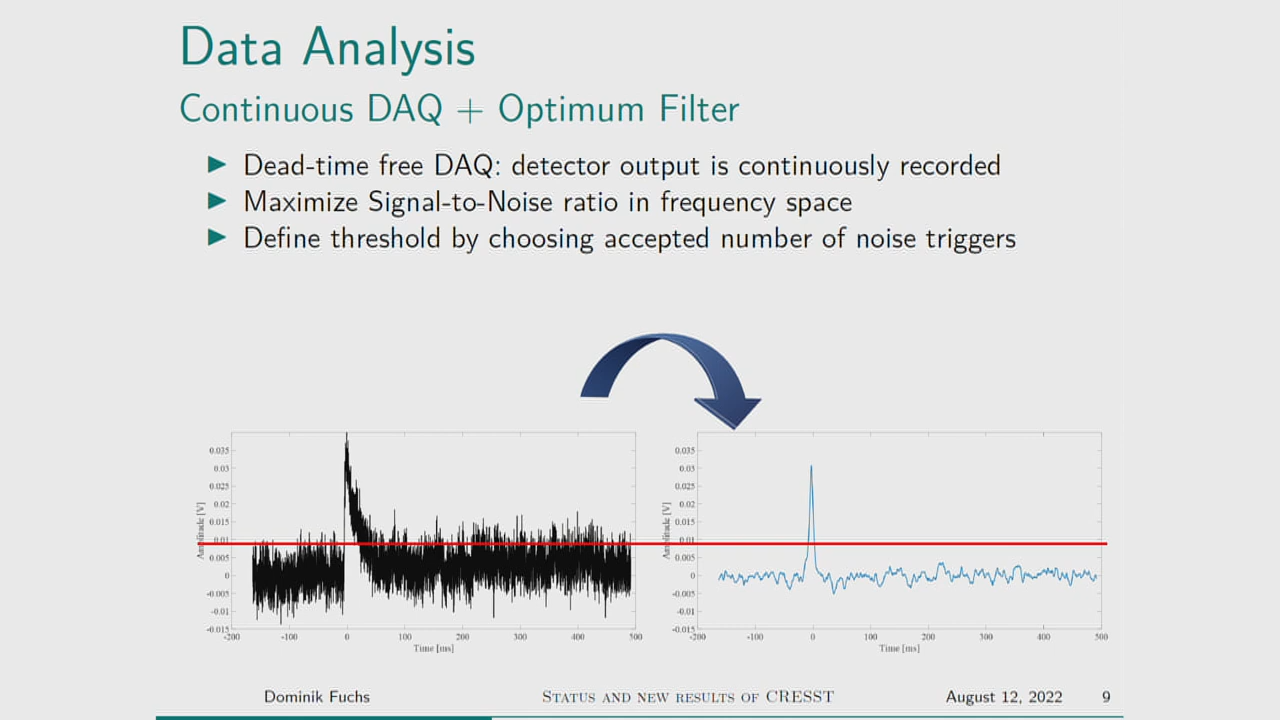 Data Analysis
Continuous DAQ + Optimum Filter
Dead-time free DAQ: detector output is continuously recorded
Maximize Signal-to-Noise ratio in frequency space
Define threshold by choosing accepted number of noise triggers
0.035
0.03
0.025
0.02
0.015
0.01
0.005
0
-0.005
-0.01
-0.015
Amplitude [V]
-200 -100 0 100 200 300 400 500
Time [ms]
0.035
0.03
0.025
0.02
0.015
0.01
0.005
0
-0.005
-0.01
-0.015
Amplitude [V]
-200 -100 0 100 200 300 400 500
Time [ms]
Dominik Fuchs STATUS AND NEW RESULTS OF CRESST August 12, 2022 9